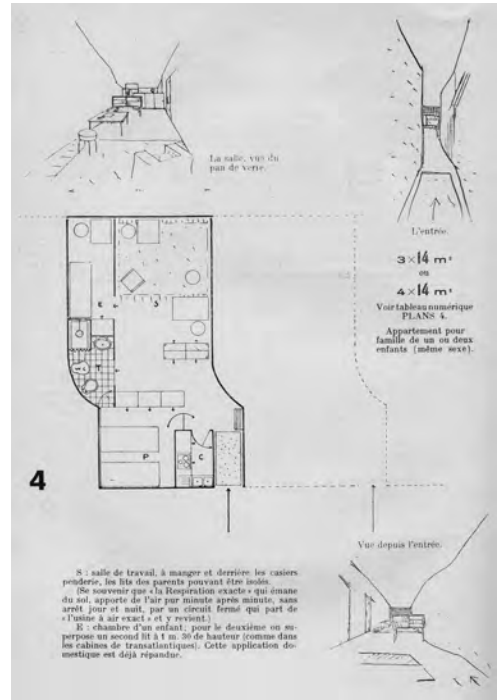 La salle, vue du
pan de verre.
L'entrée.
3×14 m²
ou
4×14 m²
Voir tableau numérique
PLANS 4.
Appartement pour
famille de un ou deux
enfants (même sexe).
E
S
T
P
C
4
Vue depuis l'entrée.
S : salle de travail, à manger et derrière les casiers
penderie, les lits des parents pouvant être isolés.
(Se souvenir que «la Respiration exacte» qui émane
du sol, apporte de l'air pur minute après minute, sans
arrêt jour et nuit, par un circuit fermé qui part de
«l'usine à air exact» et y revient.)
E : chambre d'un enfant; pour le deuxième on su-
perpose un second lit à 1 m. 50 de hauteur (comme dans
les cabines de transatlantiques). Cette application do-
mestique est déjà répandue.